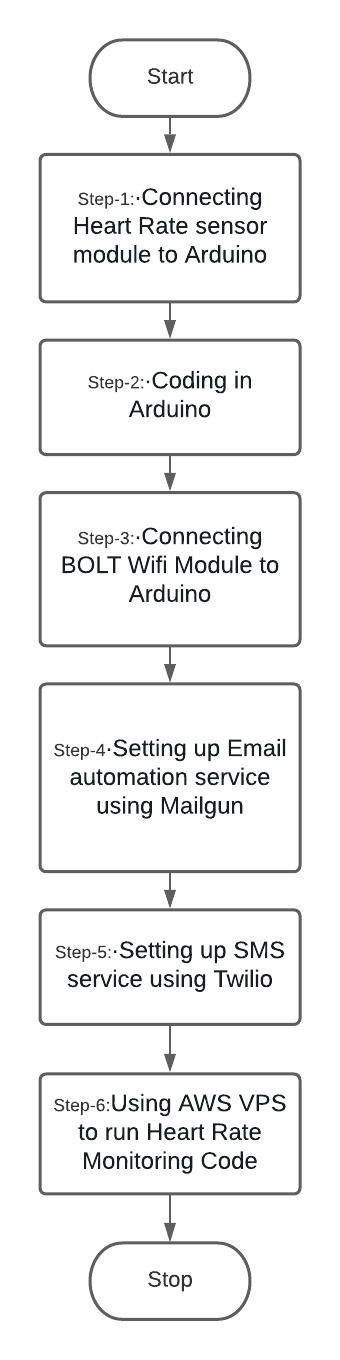 Start
Step-1:·Connecting
Heart Rate sensor
module to Arduino
Step-2:·Coding in
Arduino
Step-3:·Connecting
BOLT Wifi Module to
Arduino
Step-4·Setting up Email
automation service
using Mailgun
Step-5:·Setting up SMS
service using Twilio
Step-6:Using AWS VPS
to run Heart Rate
Monitoring Code
Stop